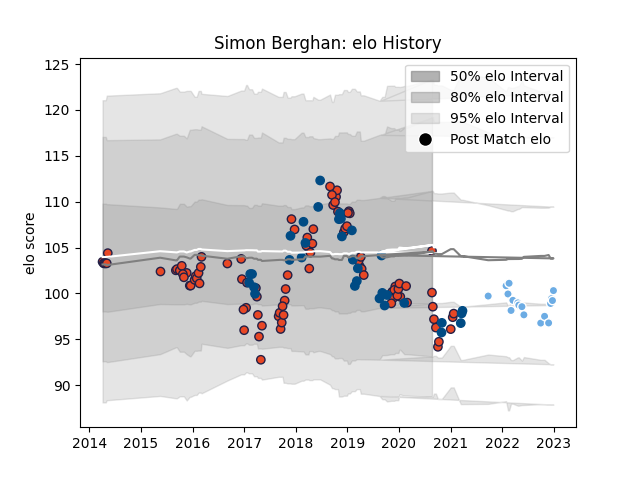 Simon Berghan: elo History
125
120
115
110
105
100
95
90
elo score
50% elo Interval
80% elo Interval
95% elo Interval
Post Match elo
2014 2015 2016 2017 2018 2019 2020 2021 2022 2023